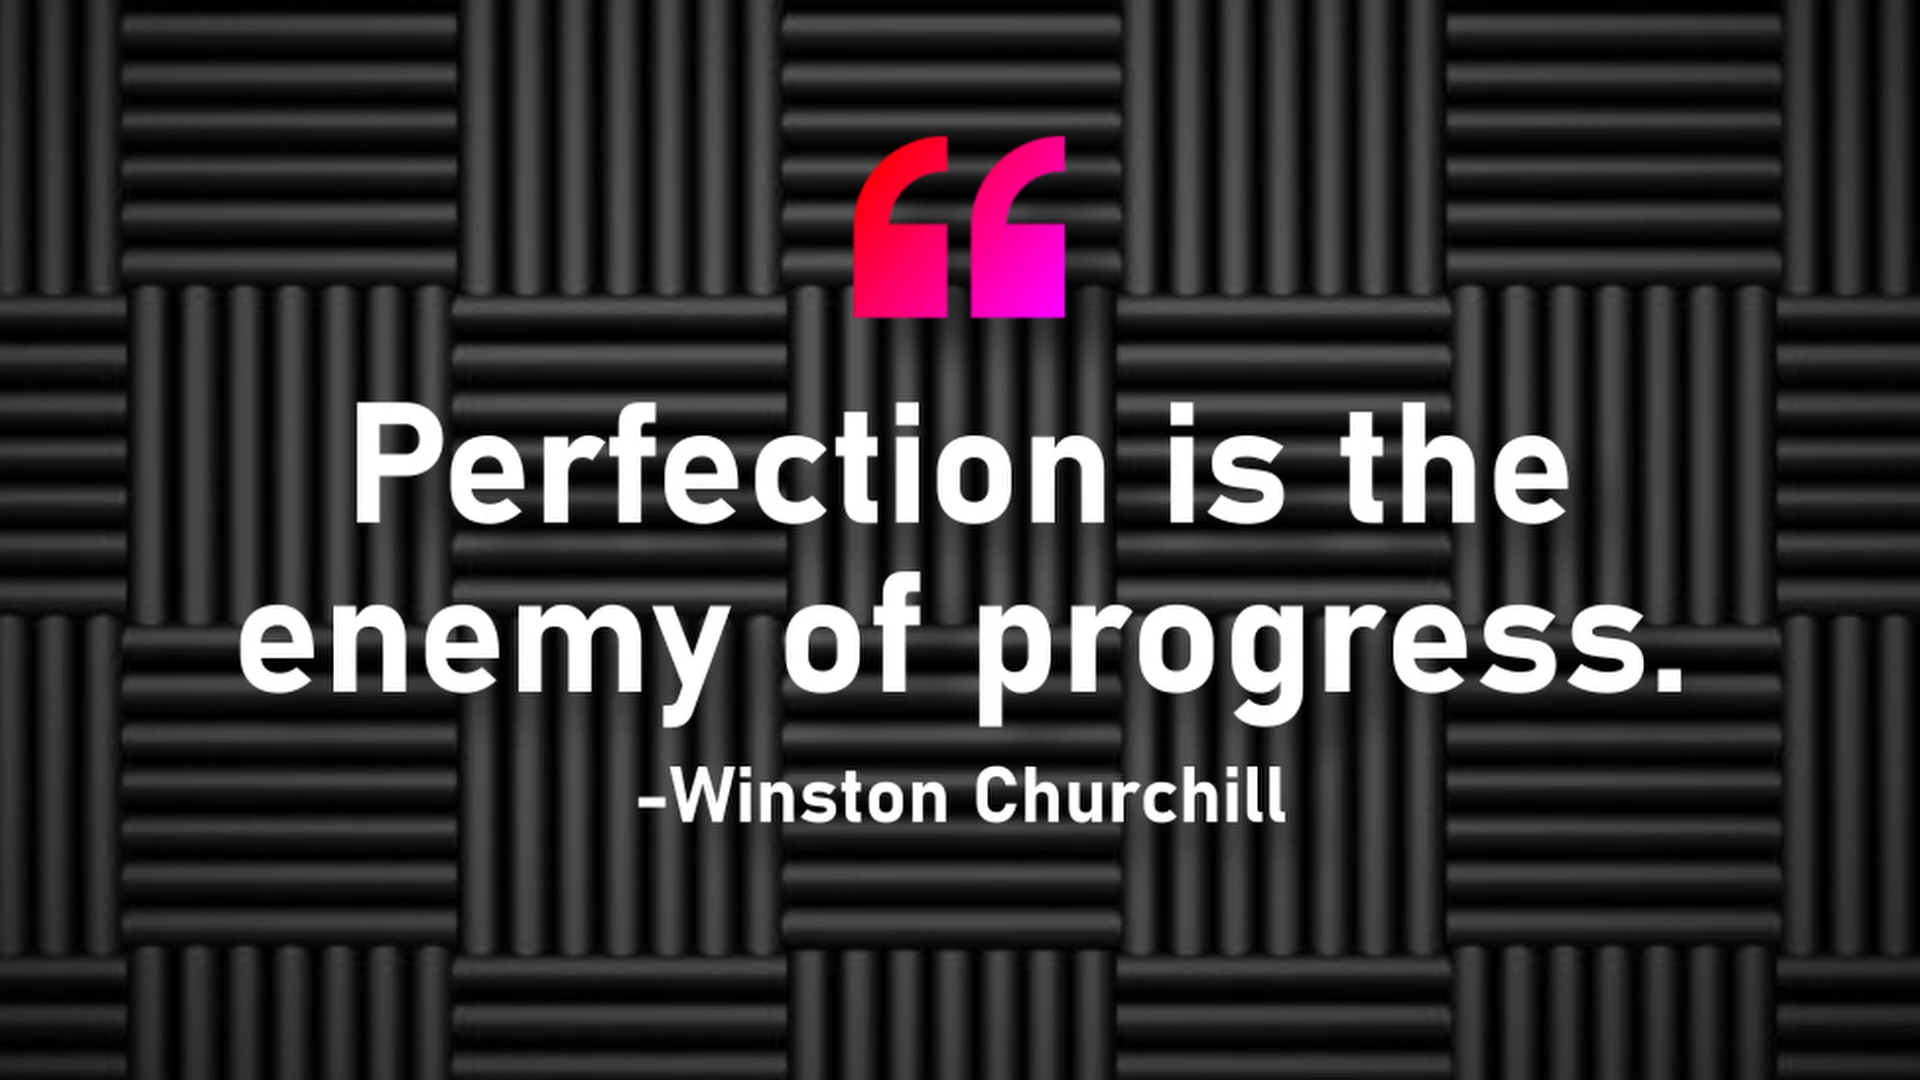 “
Perfection is the
enemy of progress.
-Winston Churchill